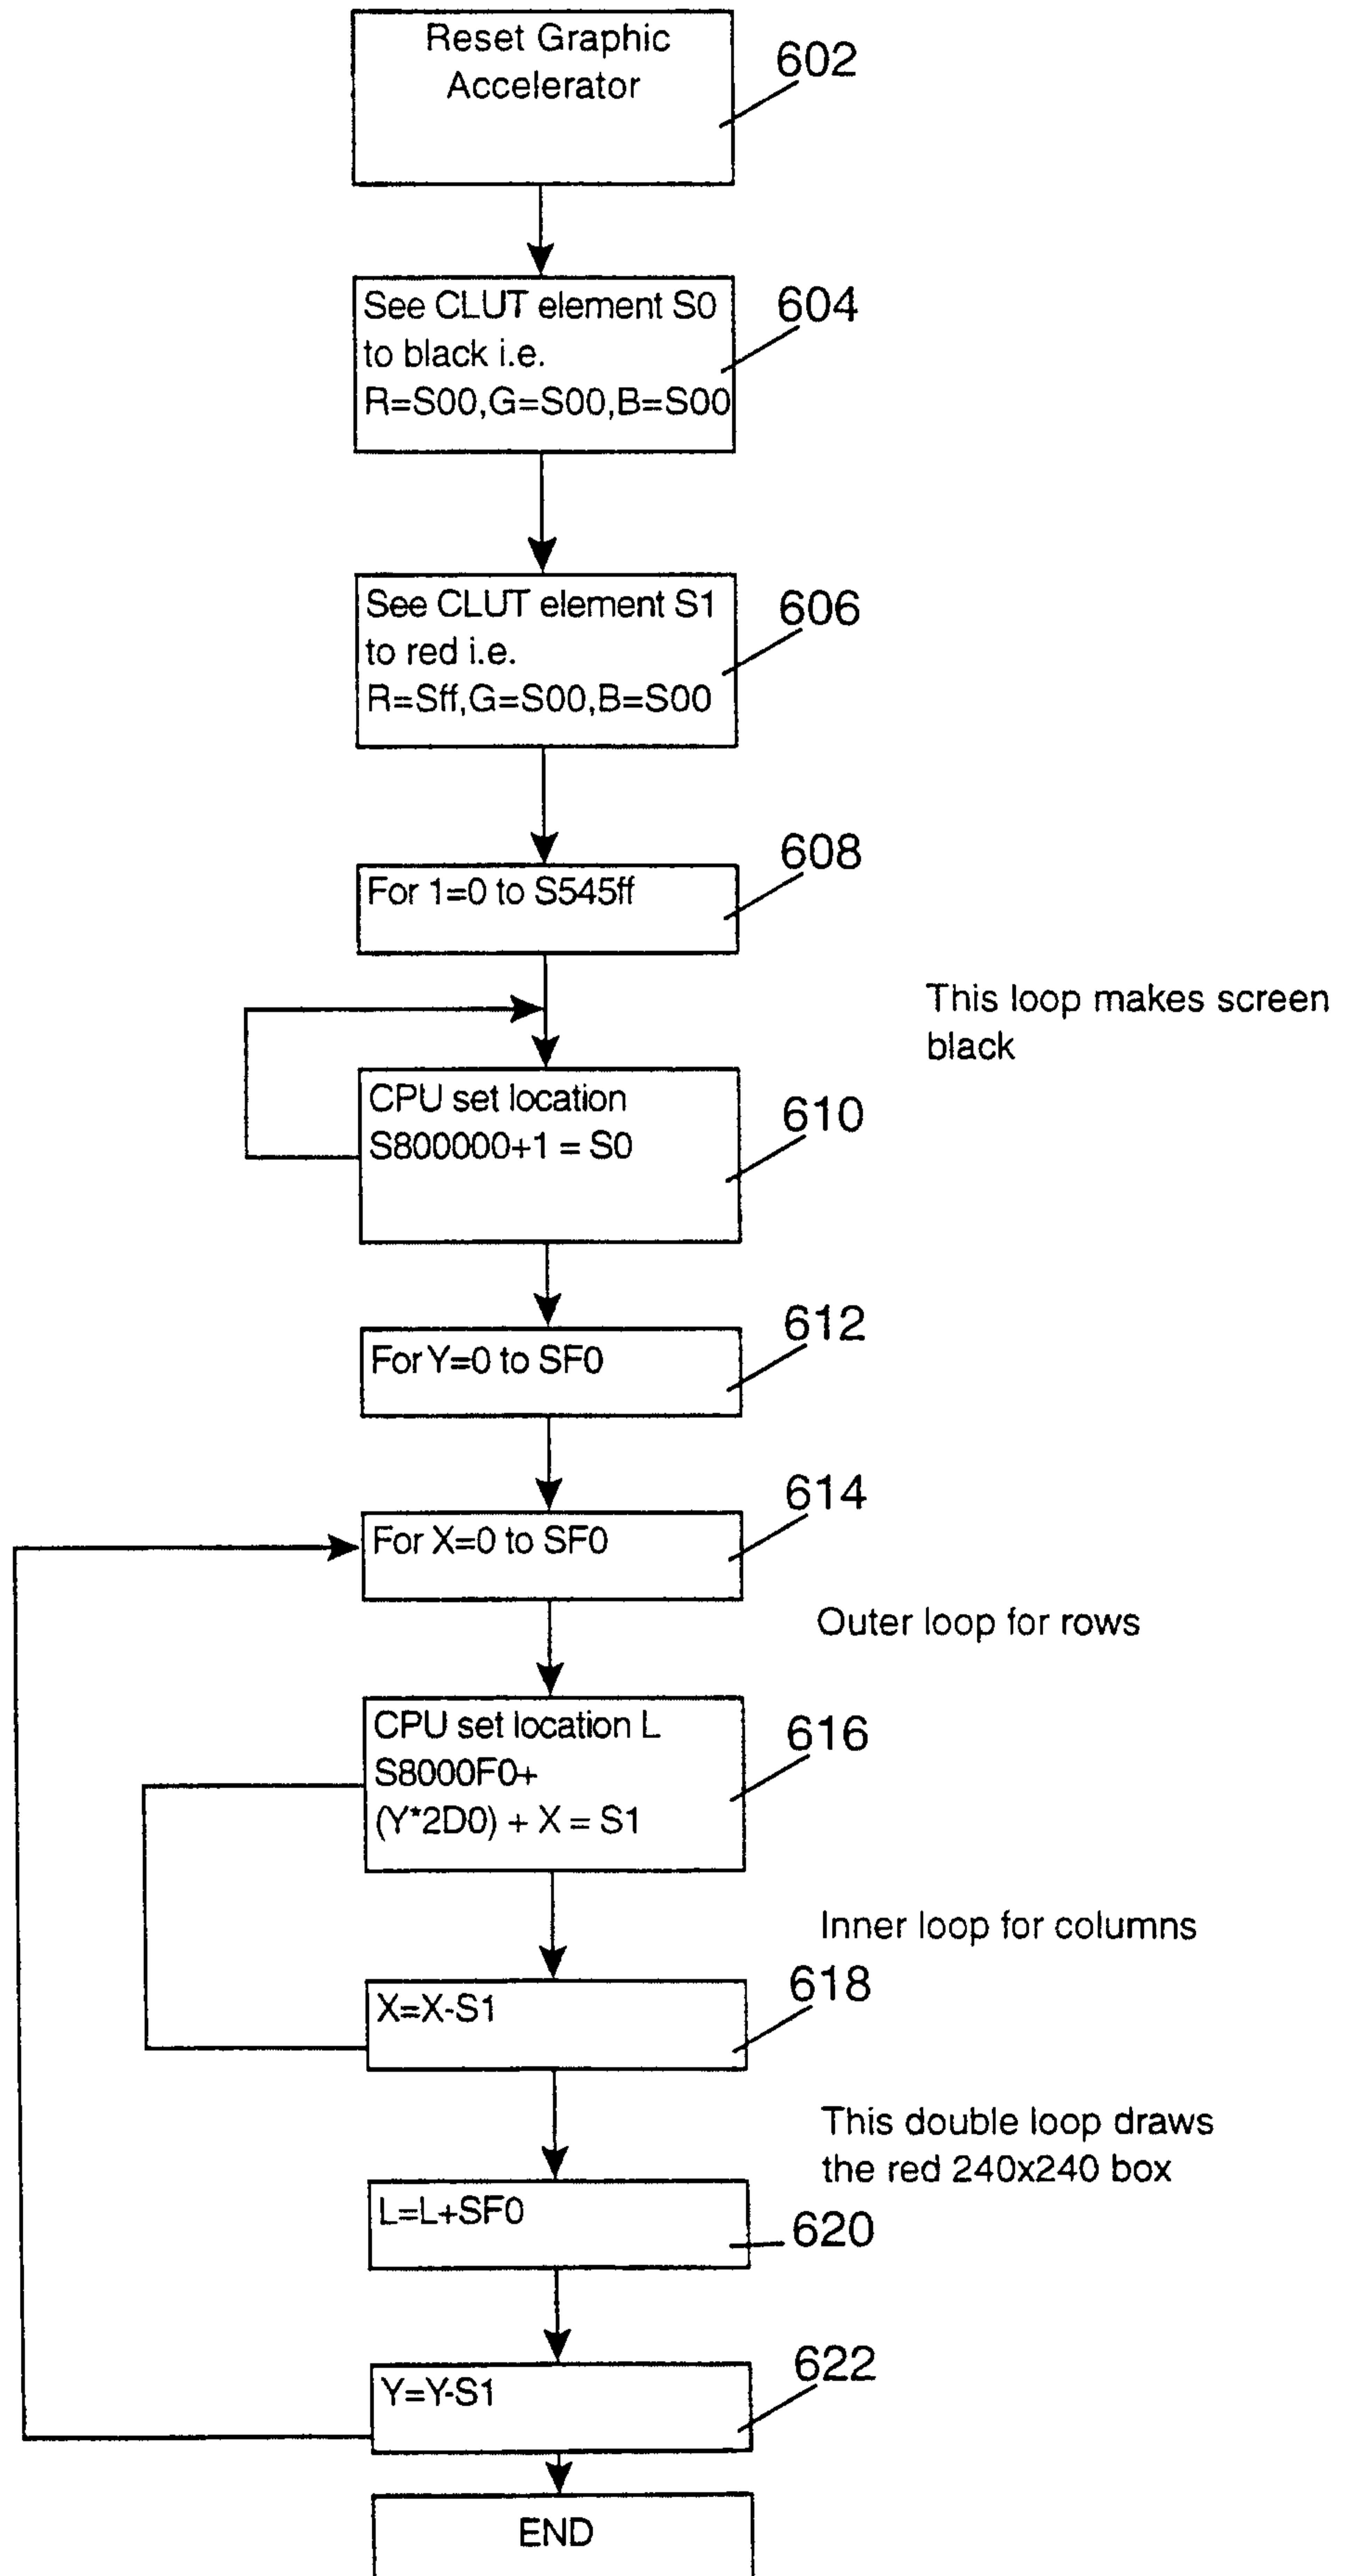 Reset Graphic
Accelerator
602
See CLUT element S0
to black i.e.
R=S00,G=S00,B=S00
604
See CLUT element S1
to red i.e.
R=Sff,G=S00,B=S00
606
For 1=0 to S545ff
608
This loop makes screen
black
CPU set location
S800000+1 = S0
610
For Y=0 to SF0
612
For X=0 to SF0
614
Outer loop for rows
CPU set location L
S8000F0+
(Y*2D0) + X = S1
616
Inner loop for columns
X=X-S1
618
This double loop draws
the red 240x240 box
L=L+SF0
620
Y=Y-S1
622
END